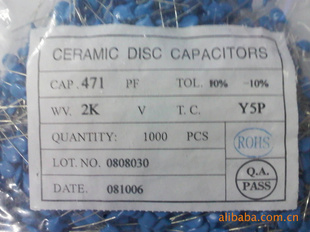 CERAMIC DISC CAPACITORS
CAP. 471 PF TOL. 10% -10%
WV. 2K V T. C. Y5P
QUANTITY: 1000 PCS
ROHS
LOT. NO. 0808030
Q.A.
PASS
DATE. 081006
alibaba.com.cn